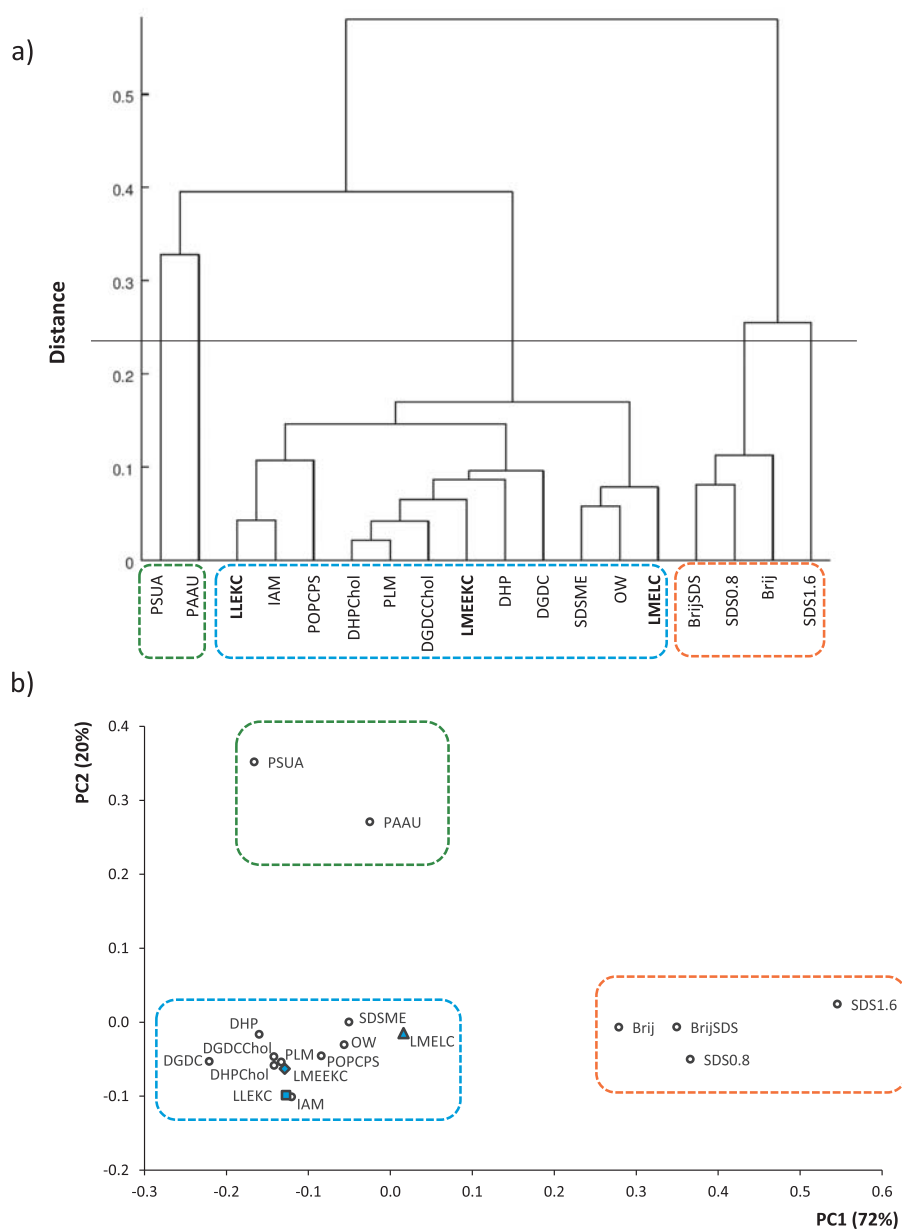 a)
Distance
0.5
0.4
0.3
0.2
0.1
0
PSUA
PAAU
LLEKC
IAM
POPCPS
DHPChol
PLM
DGDCChol
LMEEKC
DHP
DGDC
SDSME
OW
LMELC
BrijSDS
SDS0.8
Brij
SDS1.6
b)
PC2 (20%)
0.4
0.3
0.2
0.1
0.0
-0.1
-0.2
PSUA
PAAU
SDS1.6
SDSME
DHP
Brij
BrijSDS
OW
LMELC
DGDCChol
PLM
POPCPS
DGDC
SDS0.8
DHPChol
LMEEKC
LLEKC
IAM
-0.3
-0.2
-0.1
0.0
0.1
0.2
0.3
0.4
0.5
0.6
PC1 (72%)